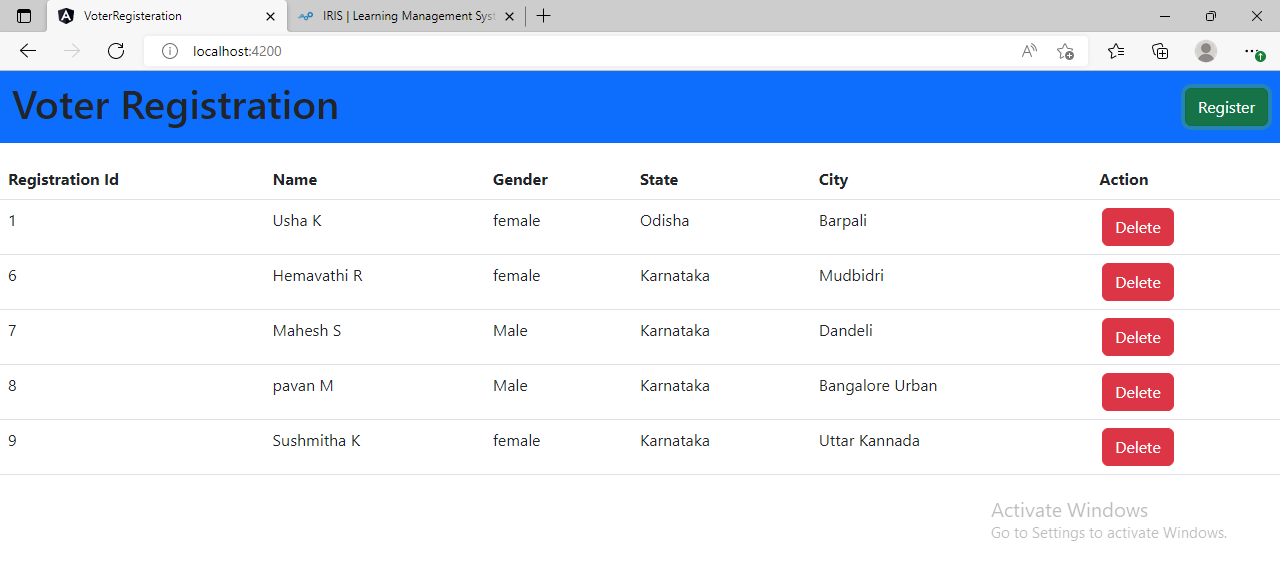 VoterRegisteration
IRIS | Learning Management Syst
localhost:4200
Voter Registration
Register
Registration Id Name Gender State City Action
1 Usha K female Odisha Barpali Delete
6 Hemavathi R female Karnataka Mudbidri Delete
7 Mahesh S Male Karnataka Dandeli Delete
8 pavan M Male Karnataka Bangalore Urban Delete
9 Sushmitha K female Karnataka Uttar Kannada Delete
Activate Windows
Go to Settings to activate Windows.